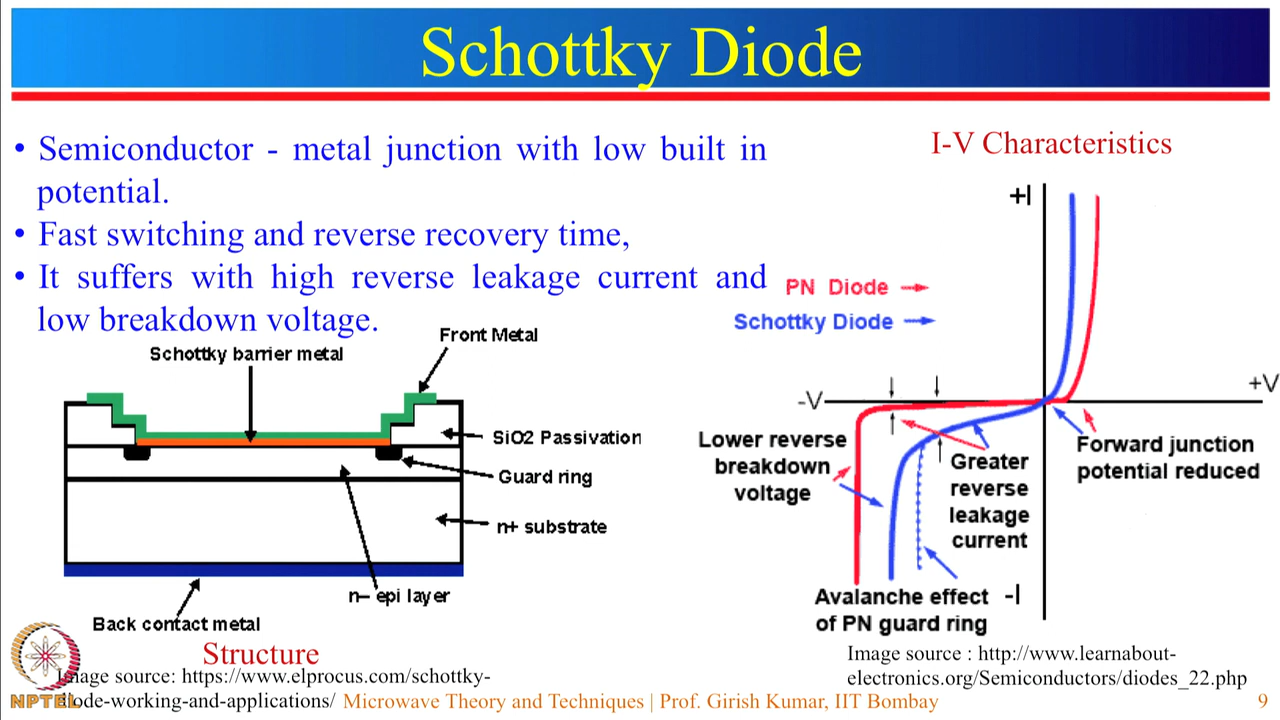 Schottky Diode
• Semiconductor - metal junction with low built in
potential.
• Fast switching and reverse recovery time,
• It suffers with high reverse leakage current and
low breakdown voltage.
Front Metal
Schottky barrier metal
SiO2 Passivation
Guard ring
n+ substrate
n– epi layer
Back contact metal
Structure
Image source: https://www.elprocus.com/schottky-
diode-working-and-applications/
I-V Characteristics
+I
PN Diode
Schottky Diode
-V
+V
Lower reverse
breakdown
voltage
Greater
reverse
leakage
current
Forward junction
potential reduced
Avalanche effect
of PN guard ring
-I
Image source : http://www.learnabout-
electronics.org/Semiconductors/diodes_22.php
NPTEL
Microwave Theory and Techniques | Prof. Girish Kumar, IIT Bombay
9